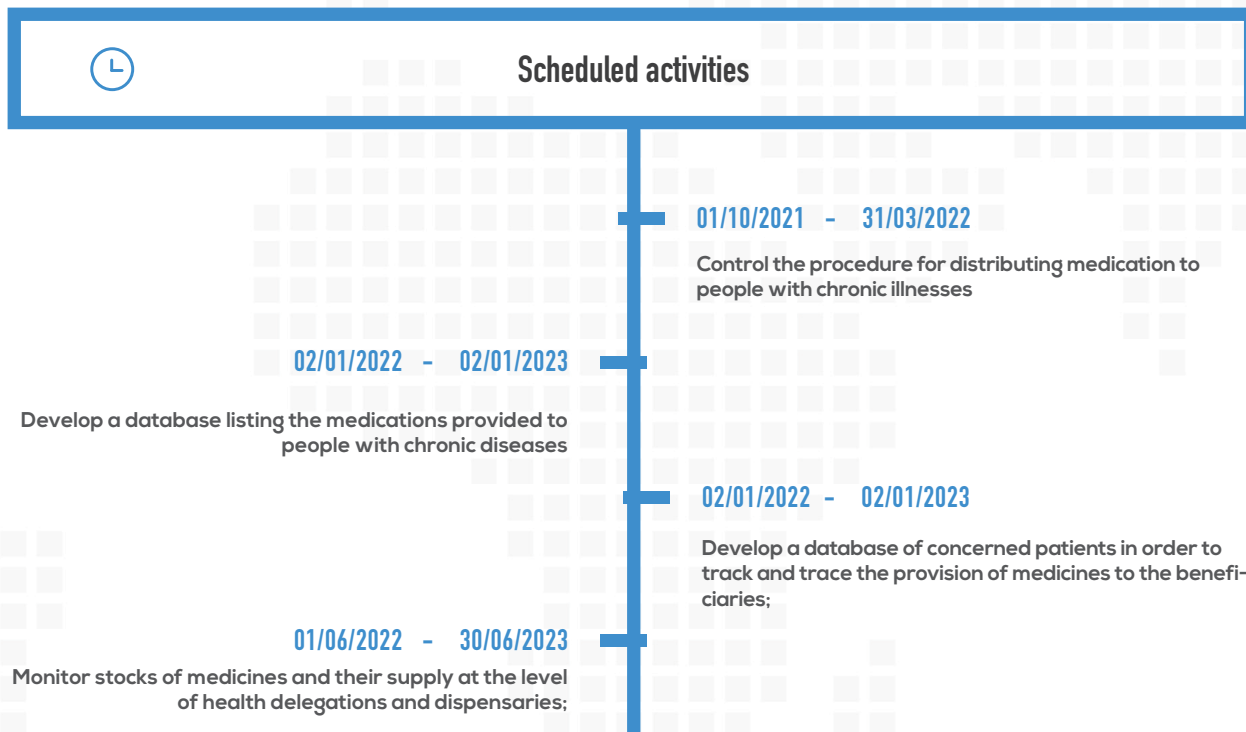 Scheduled activities
01/10/2021 - 31/03/2022
Control the procedure for distributing medication to
people with chronic illnesses
02/01/2022 - 02/01/2023
Develop a database listing the medications provided to
people with chronic diseases
02/01/2022 - 02/01/2023
Develop a database of concerned patients in order to
track and trace the provision of medicines to the benefi-
ciaries;
01/06/2022 - 30/06/2023
Monitor stocks of medicines and their supply at the level
of health delegations and dispensaries;